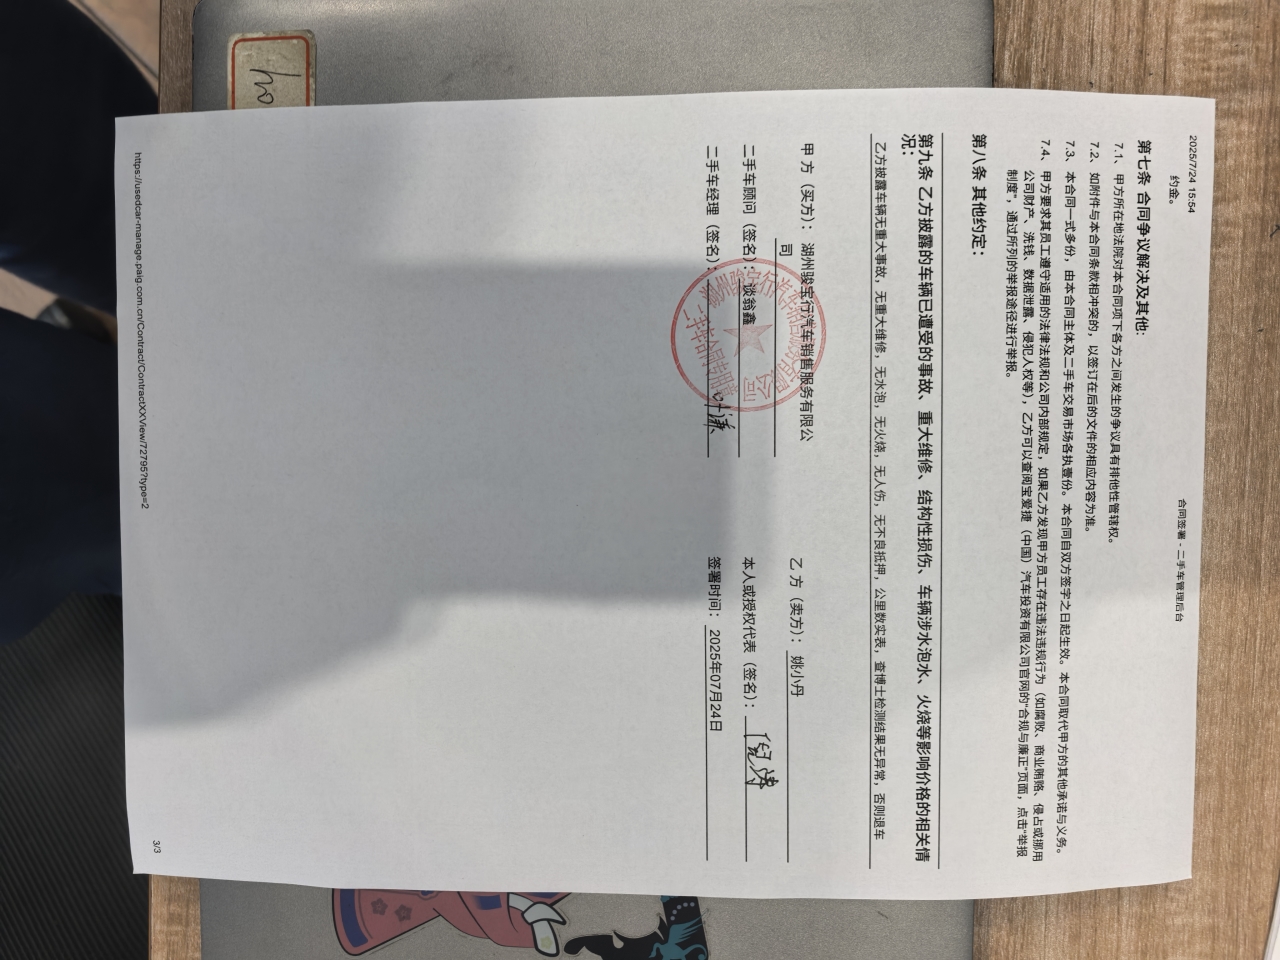 2025/7/24 15:54
合同签署 - 二手车管理后台
约金。
第七条 合同争议解决及其他:
7.1、 甲方所在地法院对本合同项下各方之间发生的争议具有排他性管辖权。
7.2、 如附件与本合同条款相冲突的，以签订在后的文件的相应内容为准。
7.3、 本合同一式多份，由本合同主体及二手车交易市场各执壹份。本合同自双方签字之日起生效。本合同取代甲方的其他承诺与义务。
7.4、 甲方要求其员工遵守适用的法律法规和公司内部规定，如果乙方发现甲方员工存在违法违规行为（如腐败、商业贿赂、侵占或挪用
公司财产、洗钱、数据泄露、侵犯人权等），乙方可以查阅宝爱捷（中国）汽车投资有限公司官网的“合规与廉正”页面，点击“举报
制度”，通过所列的举报途径进行举报。
第八条 其他约定：
第九条 乙方披露的车辆已遭受的事故、重大维修、结构性损伤、车辆涉水泡水、火烧等影响价格的相关情
况：
乙方披露车辆无重大事故，无重大维修，无水泡，无火烧，无人伤，无不良抵押，公里数实表，查博士检测结果无异常，否则退车
甲 方（买方）： 湖州骏宝行汽车销售服务有限公
司
二手车顾问（签名）：谈翁鑫
二手车经理（签名）：
乙 方（卖方）： 姚小丹
本人或授权代表（签名）：
签署时间： 2025年07月24日
湖州骏宝行汽车销售服务有限公司
https://usedcar-manage.paig.com.cn/Contract/ContractXXView/72795?type=2
3/3